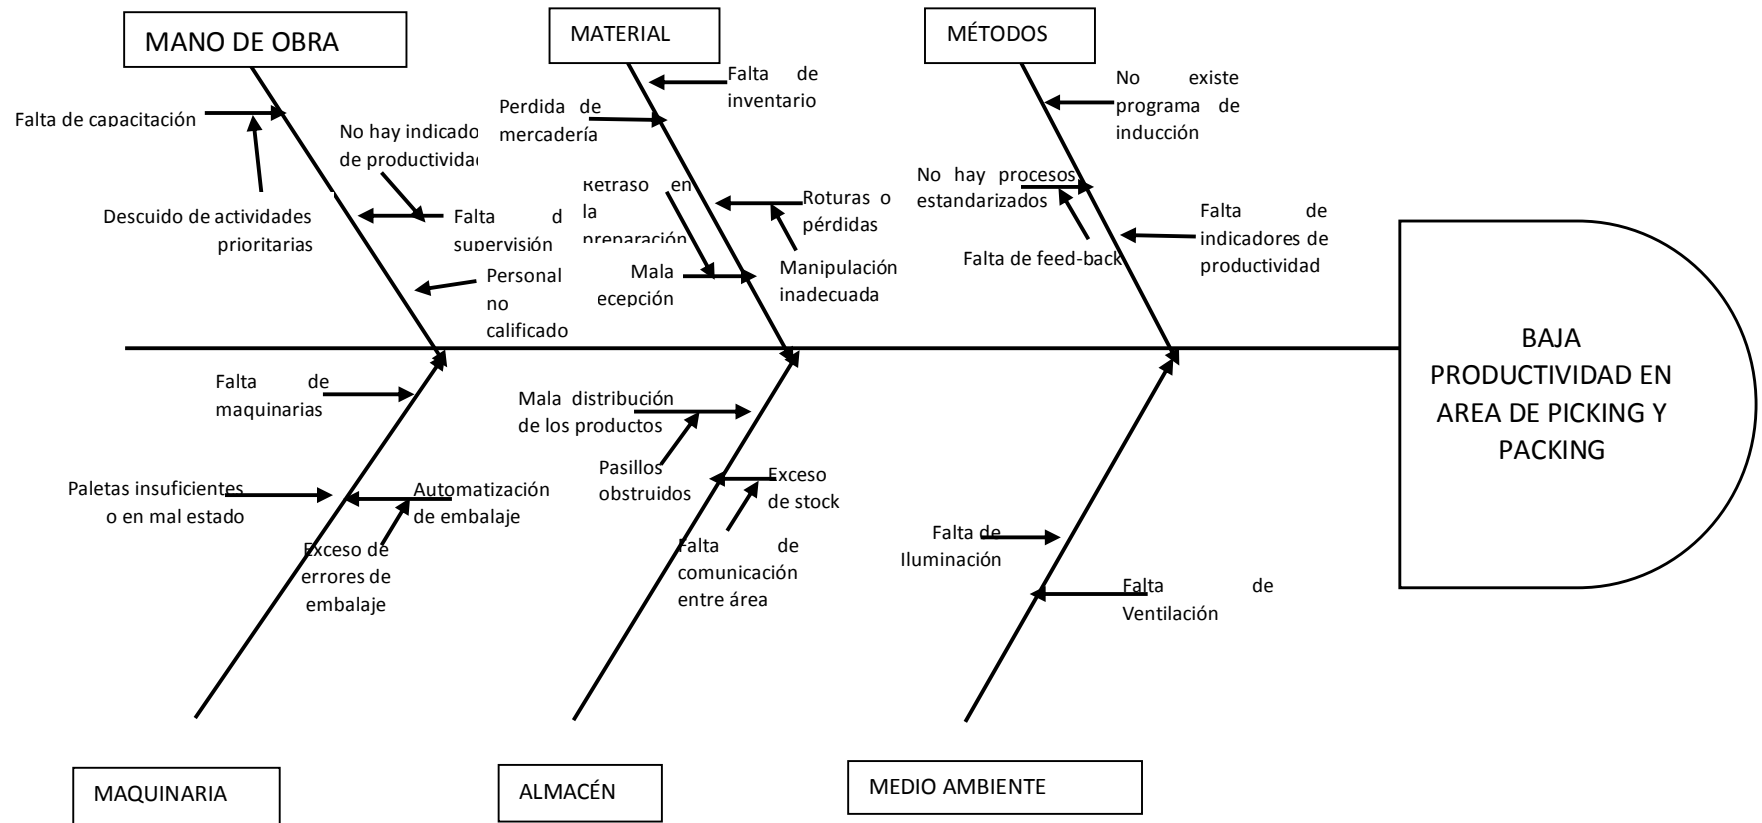 MANO DE OBRA
MATERIAL
MÉTODOS
Falta de capacitación
Descuido de actividades
prioritarias
No hay indicado
de productivida
Falta d
supervisión
Personal
no
calificado
Falta de
inventario
Perdida de
mercadería
Retraso en
la
preparación
Roturas o
pérdidas
Manipulación
inadecuada
Mala
ecepción
No existe
programa de
inducción
No hay procesos
estandarizados
Falta de feed-back
Falta de
indicadores de
productividad
BAJA
PRODUCTIVIDAD EN
AREA DE PICKING Y
PACKING
Falta de
maquinarias
Paletas insuficientes
o en mal estado
Automatización
de embalaje
Exceso de
errores de
embalaje
Mala distribución
de los productos
Pasillos
obstruidos
Exceso
de stock
Falta de
comunicación
entre área
Falta de
Iluminación
Falta de
Ventilación
MAQUINARIA
ALMACÉN
MEDIO AMBIENTE